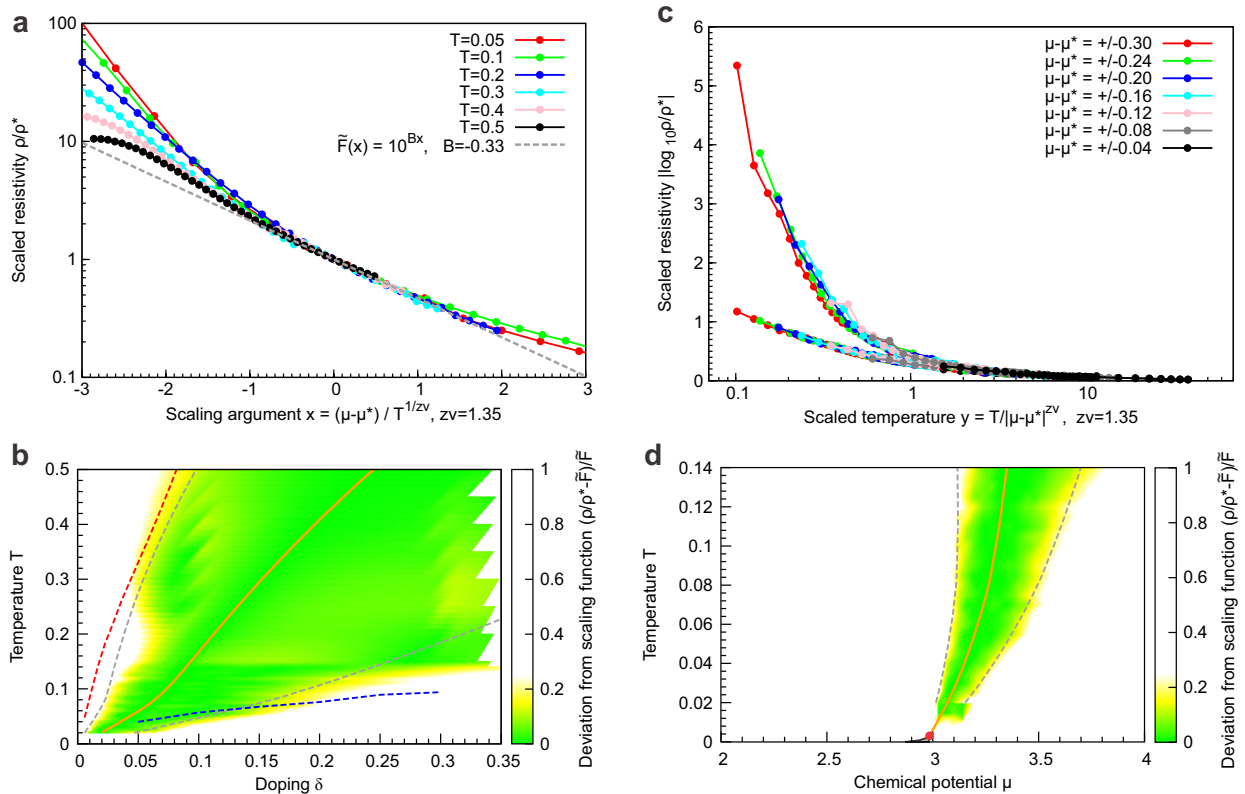 a
Scaled resistivity ρ/ρ*
100
10
1
0.1
-3 -2 -1 0 1 2 3
Scaling argument x = (μ-μ*) / T^1/zν, zν=1.35
T=0.05
T=0.1
T=0.2
T=0.3
T=0.4
T=0.5
F̃(x) = 10^Bx, B=-0.33
c
Scaled resistivity |log 10ρ/ρ*|
6
5
4
3
2
1
0
0.1 1 10
Scaled temperature y = T/|μ-μ*|^zν, zν=1.35
μ-μ* = +/-0.30
μ-μ* = +/-0.24
μ-μ* = +/-0.20
μ-μ* = +/-0.16
μ-μ* = +/-0.12
μ-μ* = +/-0.08
μ-μ* = +/-0.04
b
Temperature T
0.5
0.4
0.3
0.2
0.1
0
0 0.05 0.1 0.15 0.2 0.25 0.3 0.35
Doping δ
1
0.8
0.6
0.4
0.2
0
Deviation from scaling function (ρ/ρ*-F̃)/F̃
d
Temperature T
0.14
0.12
0.1
0.08
0.06
0.04
0.02
0
2 2.5 3 3.5 4
Chemical potential μ
1
0.8
0.6
0.4
0.2
0
Deviation from scaling function (ρ/ρ*-F̃)/F̃